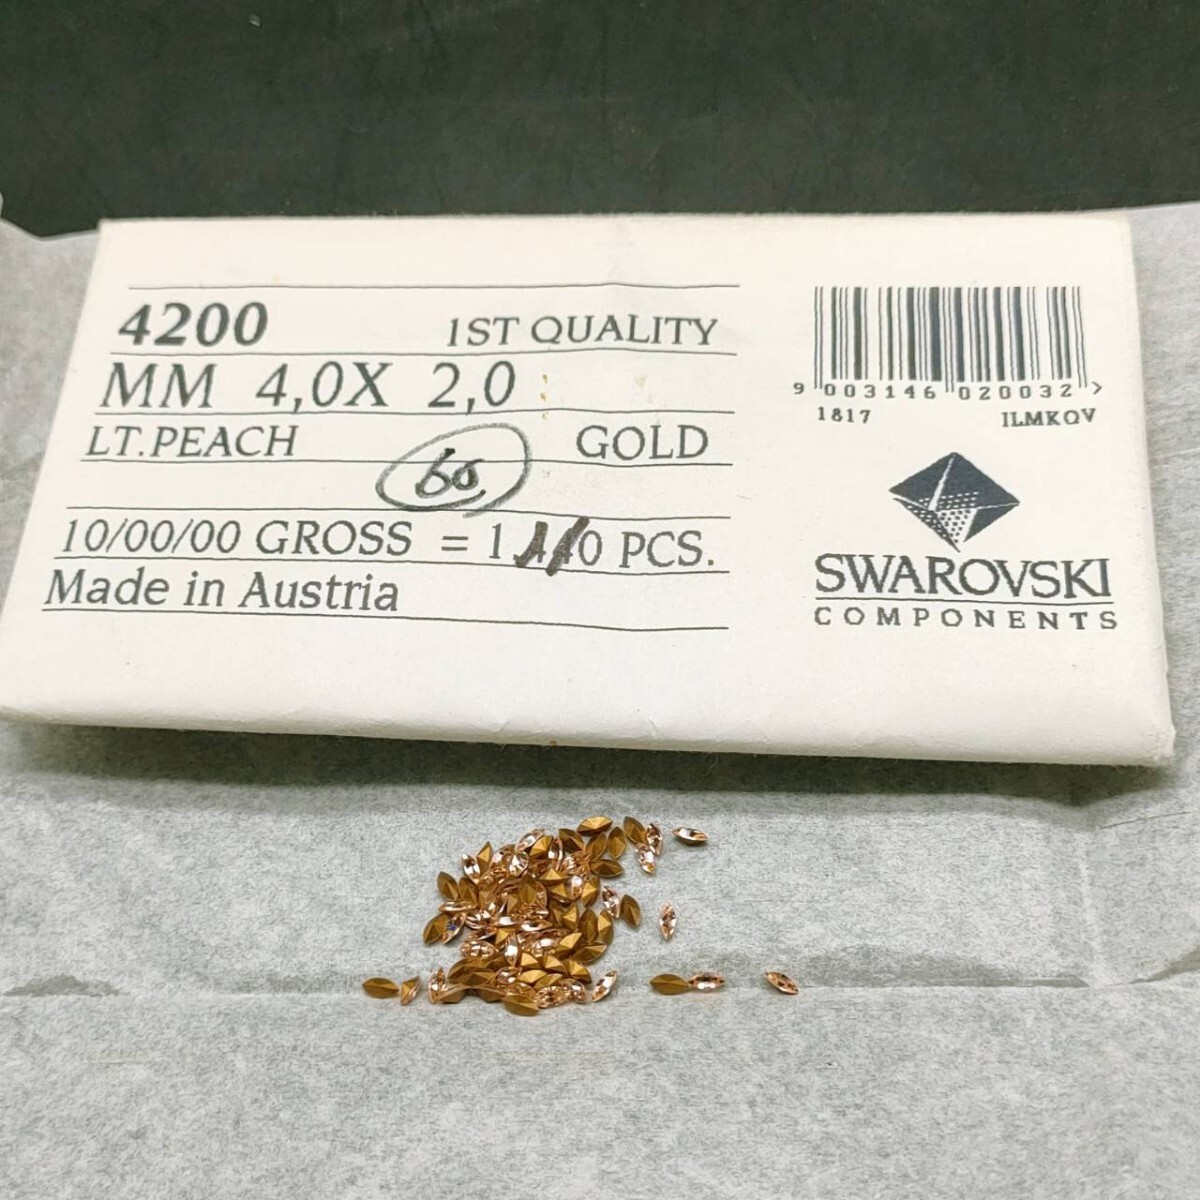 4200 1ST QUALITY
MM 4,0X 2,0
LT.PEACH GOLD
60
10/00/00 GROSS = 1 0 PCS.
Made in Austria
9 003146 020032 >
1817 ILMKQV
SWAROVSKI
COMPONENTS